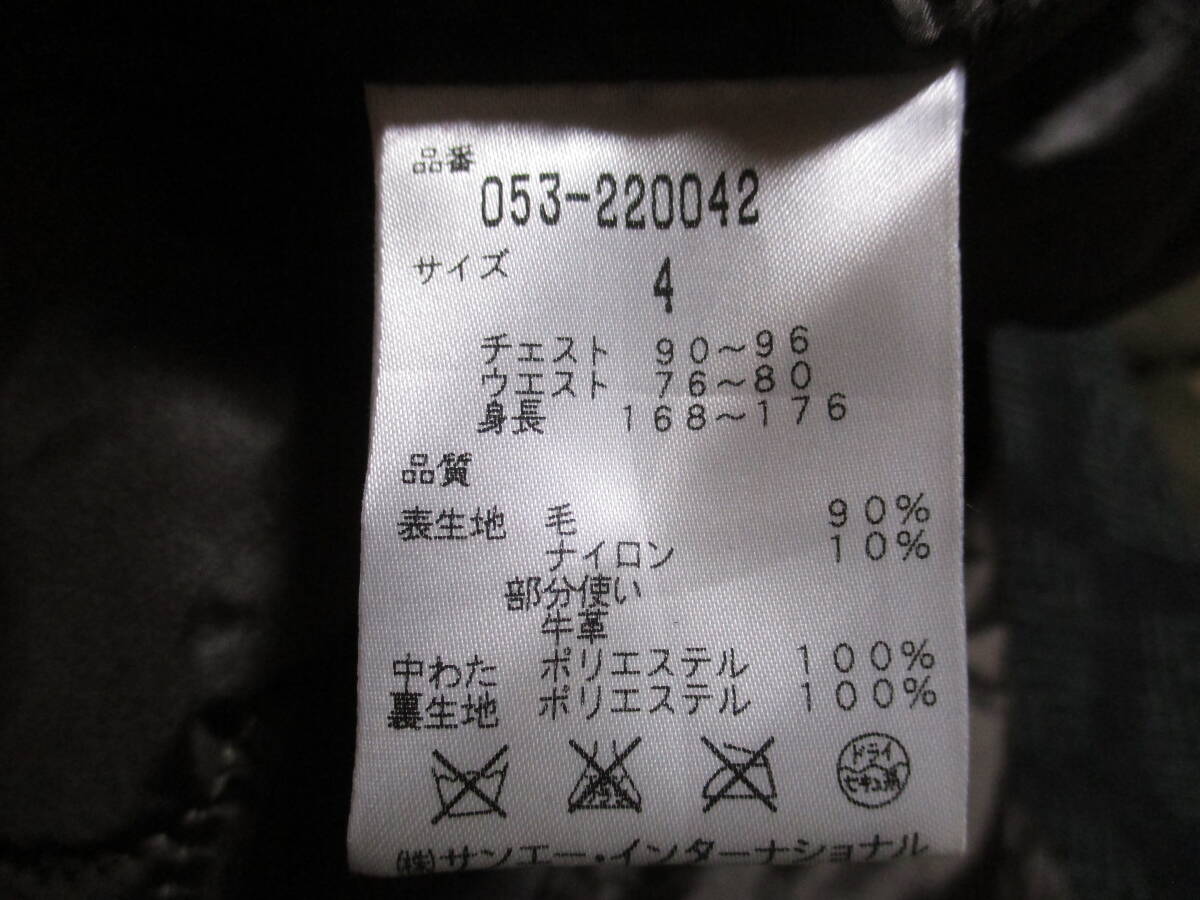 品番
053-220042
サイズ 4
チェスト 90～96
ウエスト 76～80
身長 168～176
品質
表生地 毛 90%
ナイロン 10%
部分使い
牛革
中わた ポリエステル 100%
裏生地 ポリエステル 100%
ドライ
セキユ系
㈱サンエー・インターナショナル